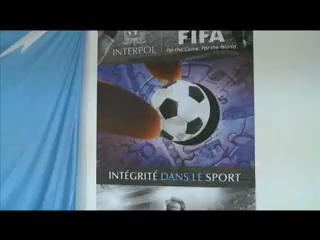 INTERPOL
FIFA
For the Game. For the World.
INTÉGRITÉ DANS LE SPORT